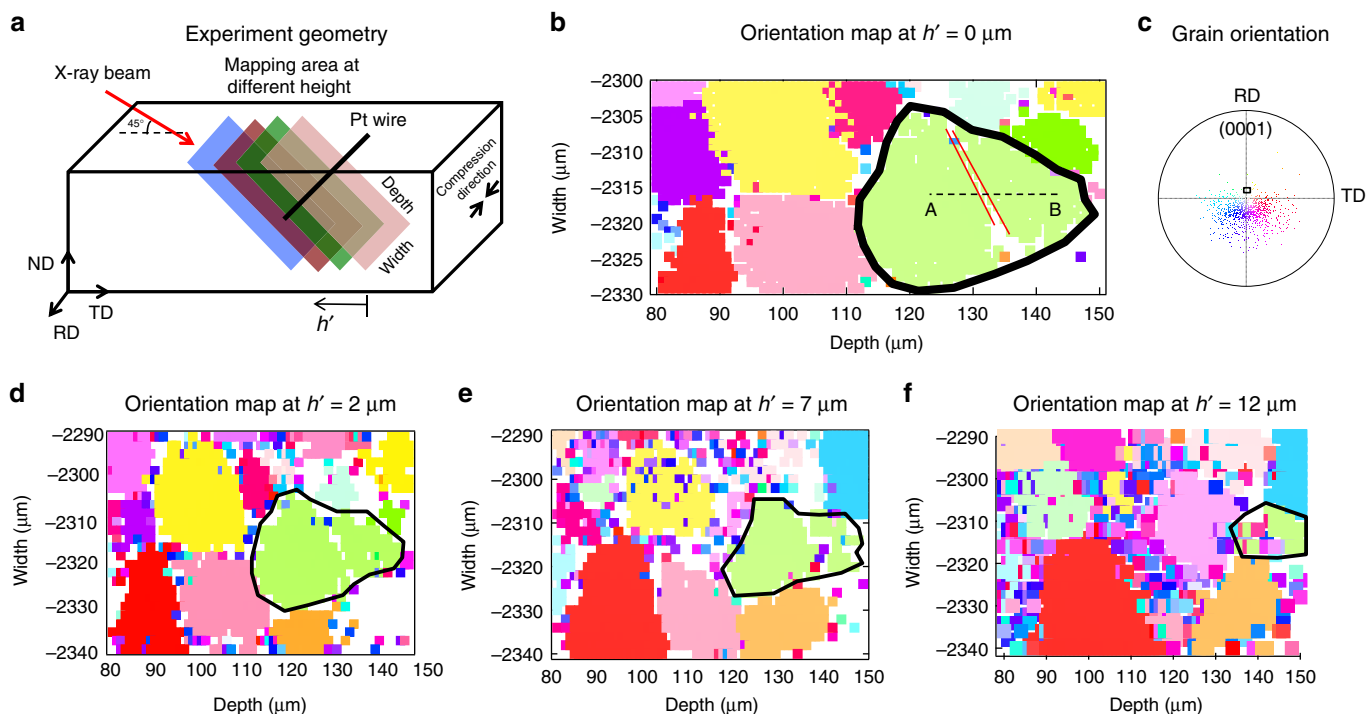 a
Experiment geometry
X-ray beam
Mapping area at
different height
Pt wire
45°
Depth
Width
Compression
direction
ND
TD
RD
h′
b
Orientation map at h′ = 0 μm
Width (μm)
–2300
–2305
–2310
–2315
–2320
–2325
–2330
A
B
80
90
100
110
120
130
140
150
Depth (μm)
c
Grain orientation
RD
(0001)
TD
d
Orientation map at h′ = 2 μm
Width (μm)
–2290
–2300
–2310
–2320
–2330
–2340
80
90
100
110
120
130
140
150
Depth (μm)
e
Orientation map at h′ = 7 μm
Width (μm)
–2290
–2300
–2310
–2320
–2330
–2340
80
90
100
110
120
130
140
150
Depth (μm)
f
Orientation map at h′ = 12 μm
Width (μm)
–2290
–2300
–2310
–2320
–2330
–2340
80
90
100
110
120
130
140
150
Depth (μm)